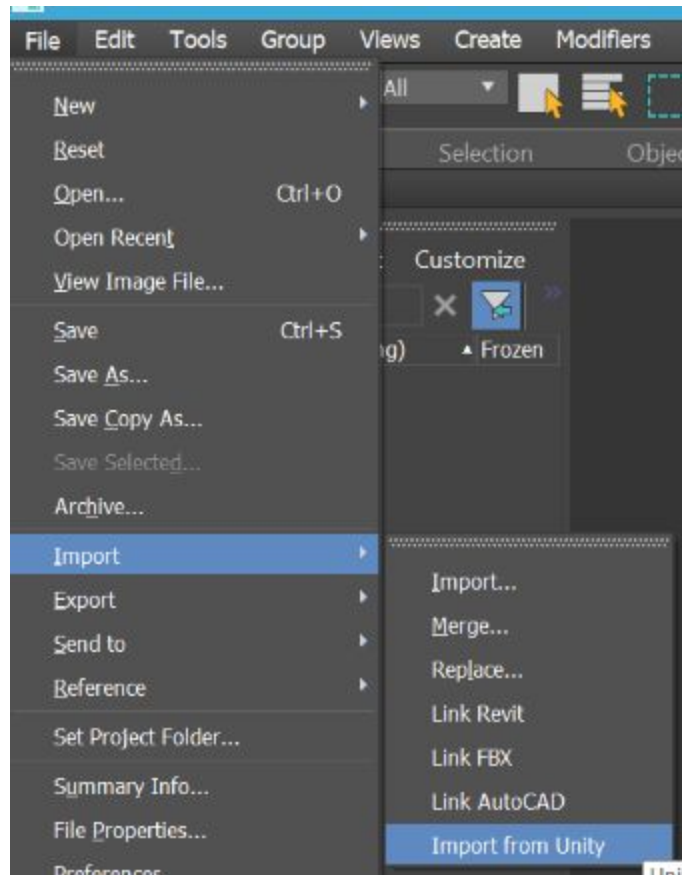 File Edit Tools Group Views Create Modifiers
All
Selection
New
Reset
Open... Ctrl+O
Open Recent
View Image File...
Save Ctrl+S
Save As...
Save Copy As...
Save Selected...
Archive...
Import
Export
Send to
Reference
Set Project Folder...
Summary Info...
File Properties...
Preferences
Customize
Frozen
Import...
Merge...
Replace...
Link Revit
Link FBX
Link AutoCAD
Import from Unity